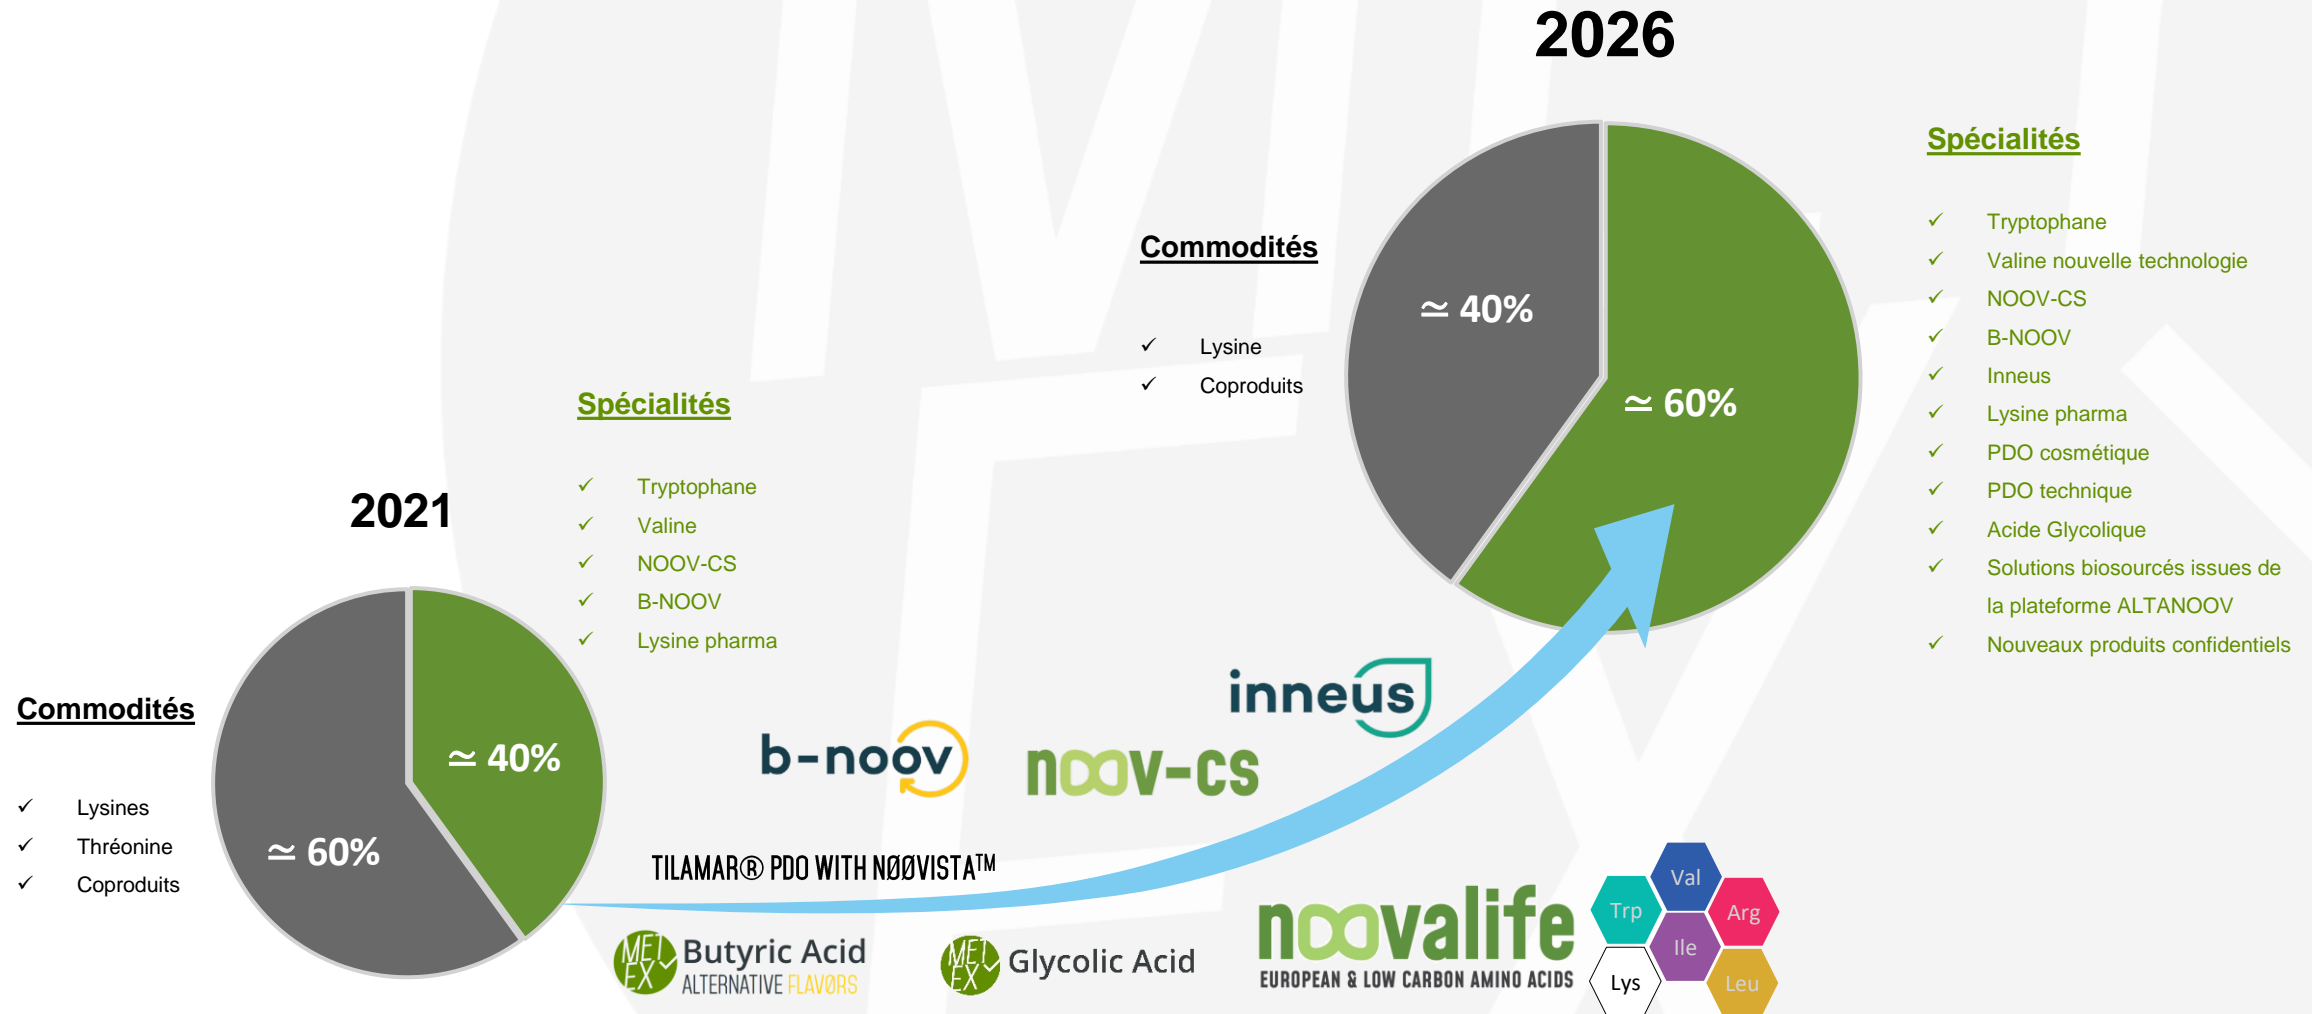 2026
Spécialités
✓ Tryptophane
✓ Valine nouvelle technologie
✓ NOOV-CS
✓ B-NOOV
✓ Inneus
✓ Lysine pharma
✓ PDO cosmétique
✓ PDO technique
✓ Acide Glycolique
✓ Solutions biosourcés issues de
la plateforme ALTANOOV
✓ Nouveaux produits confidentiels
Commodités
✓ Lysine
✓ Coproduits
≃ 40%
≃ 60%
2021
Spécialités
✓ Tryptophane
✓ Valine
✓ NOOV-CS
✓ B-NOOV
✓ Lysine pharma
Commodités
✓ Lysines
✓ Thréonine
✓ Coproduits
≃ 40%
≃ 60%
inneus
b-noov
noov-cs
TILAMAR® PDO WITH NØØVISTA™
METEX
Butyric Acid
ALTERNATIVE FLAVØRS
METEX
Glycolic Acid
noovalife
EUROPEAN & LOW CARBON AMINO ACIDS
Val
Trp
Arg
Ile
Lys
Leu